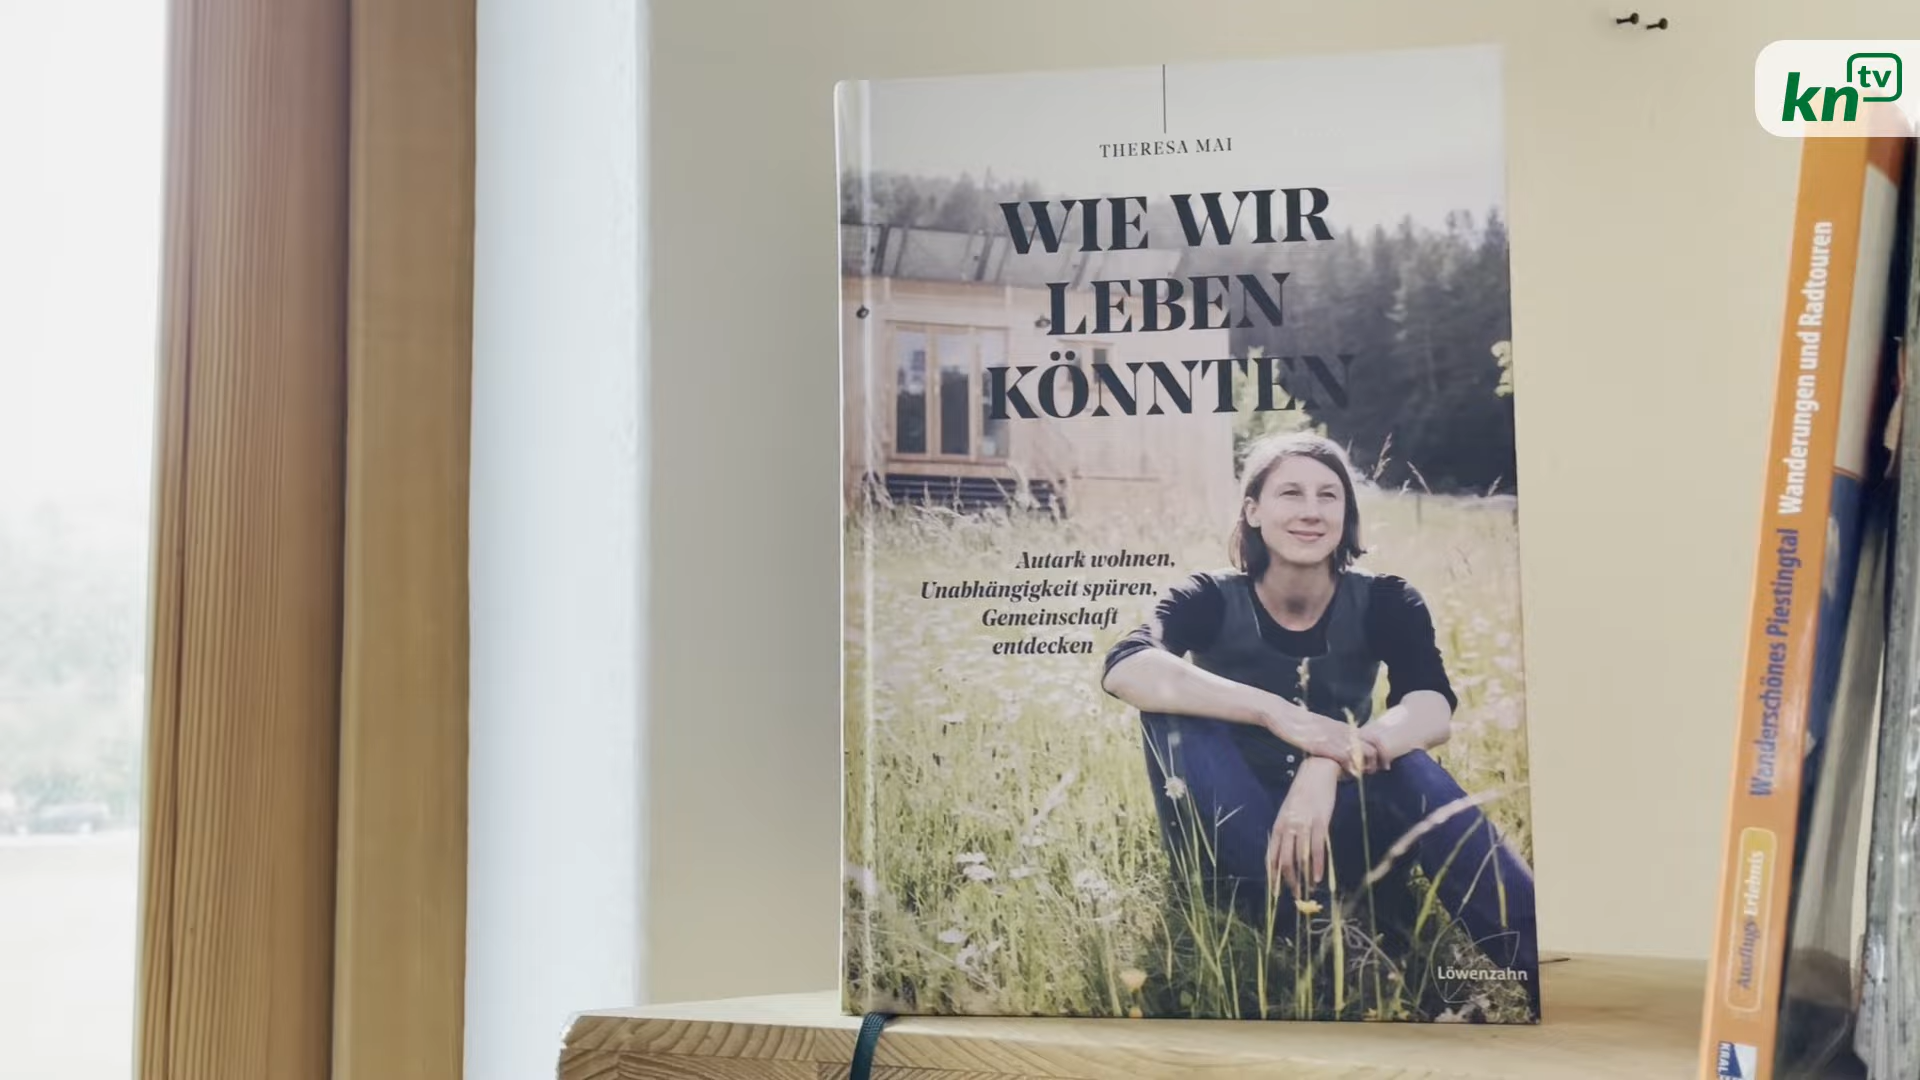 kn tv
THERESA MAI
WIE WIR
LEBEN
KÖNNTEN
Autark wohnen,
Unabhängigkeit spüren,
Gemeinschaft
entdecken
Löwenzahn
Wanderschönes Piestingtal Wanderungen und Radtouren
Ausflugs Erlebnis
KRAL